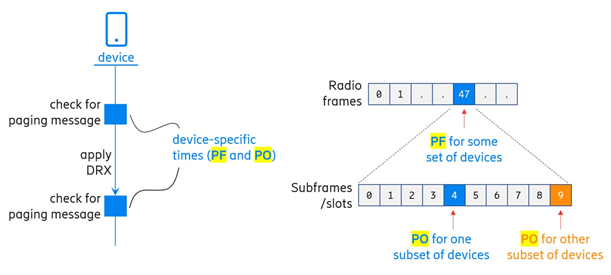 device
check for
paging message
device-specific
times (PF and PO)
apply
DRX
check for
paging message
Radio
frames
0 1 . . 47 . .
PF for some
set of devices
Subframes
/slots
0 1 2 3 4 5 6 7 8 9
PO for one
subset of devices
PO for other
subset of devices